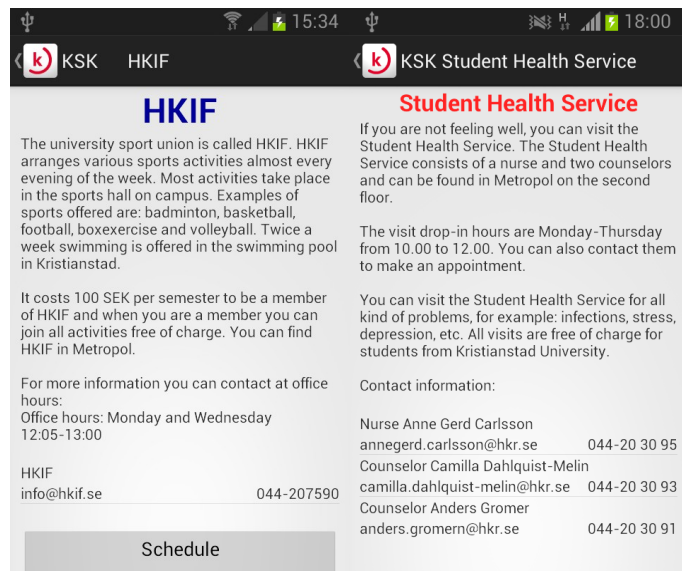 15:34
k KSK HKIF
HKIF
The university sport union is called HKIF. HKIF
arranges various sports activities almost every
evening of the week. Most activities take place
in the sports hall on campus. Examples of
sports offered are: badminton, basketball,
football, boxexercise and volleyball. Twice a
week swimming is offered in the swimming pool
in Kristianstad.
It costs 100 SEK per semester to be a member
of HKIF and when you are a member you can
join all activities free of charge. You can find
HKIF in Metropol.
For more information you can contact at office
hours:
Office hours: Monday and Wednesday
12:05-13:00
HKIF
info@hkif.se 044-207590
Schedule
H 18:00
k KSK Student Health Service
Student Health Service
If you are not feeling well, you can visit the
Student Health Service. The Student Health
Service consists of a nurse and two counselors
and can be found in Metropol on the second
floor.
The visit drop-in hours are Monday-Thursday
from 10.00 to 12.00. You can also contact them
to make an appointment.
You can visit the Student Health Service for all
kind of problems, for example: infections, stress,
depression, etc. All visits are free of charge for
students from Kristianstad University.
Contact information:
Nurse Anne Gerd Carlsson
annegerd.carlsson@hkr.se 044-20 30 95
Counselor Camilla Dahlquist-Melin
camilla.dahlquist-melin@hkr.se 044-20 30 93
Counselor Anders Gromer
anders.gromern@hkr.se 044-20 30 91